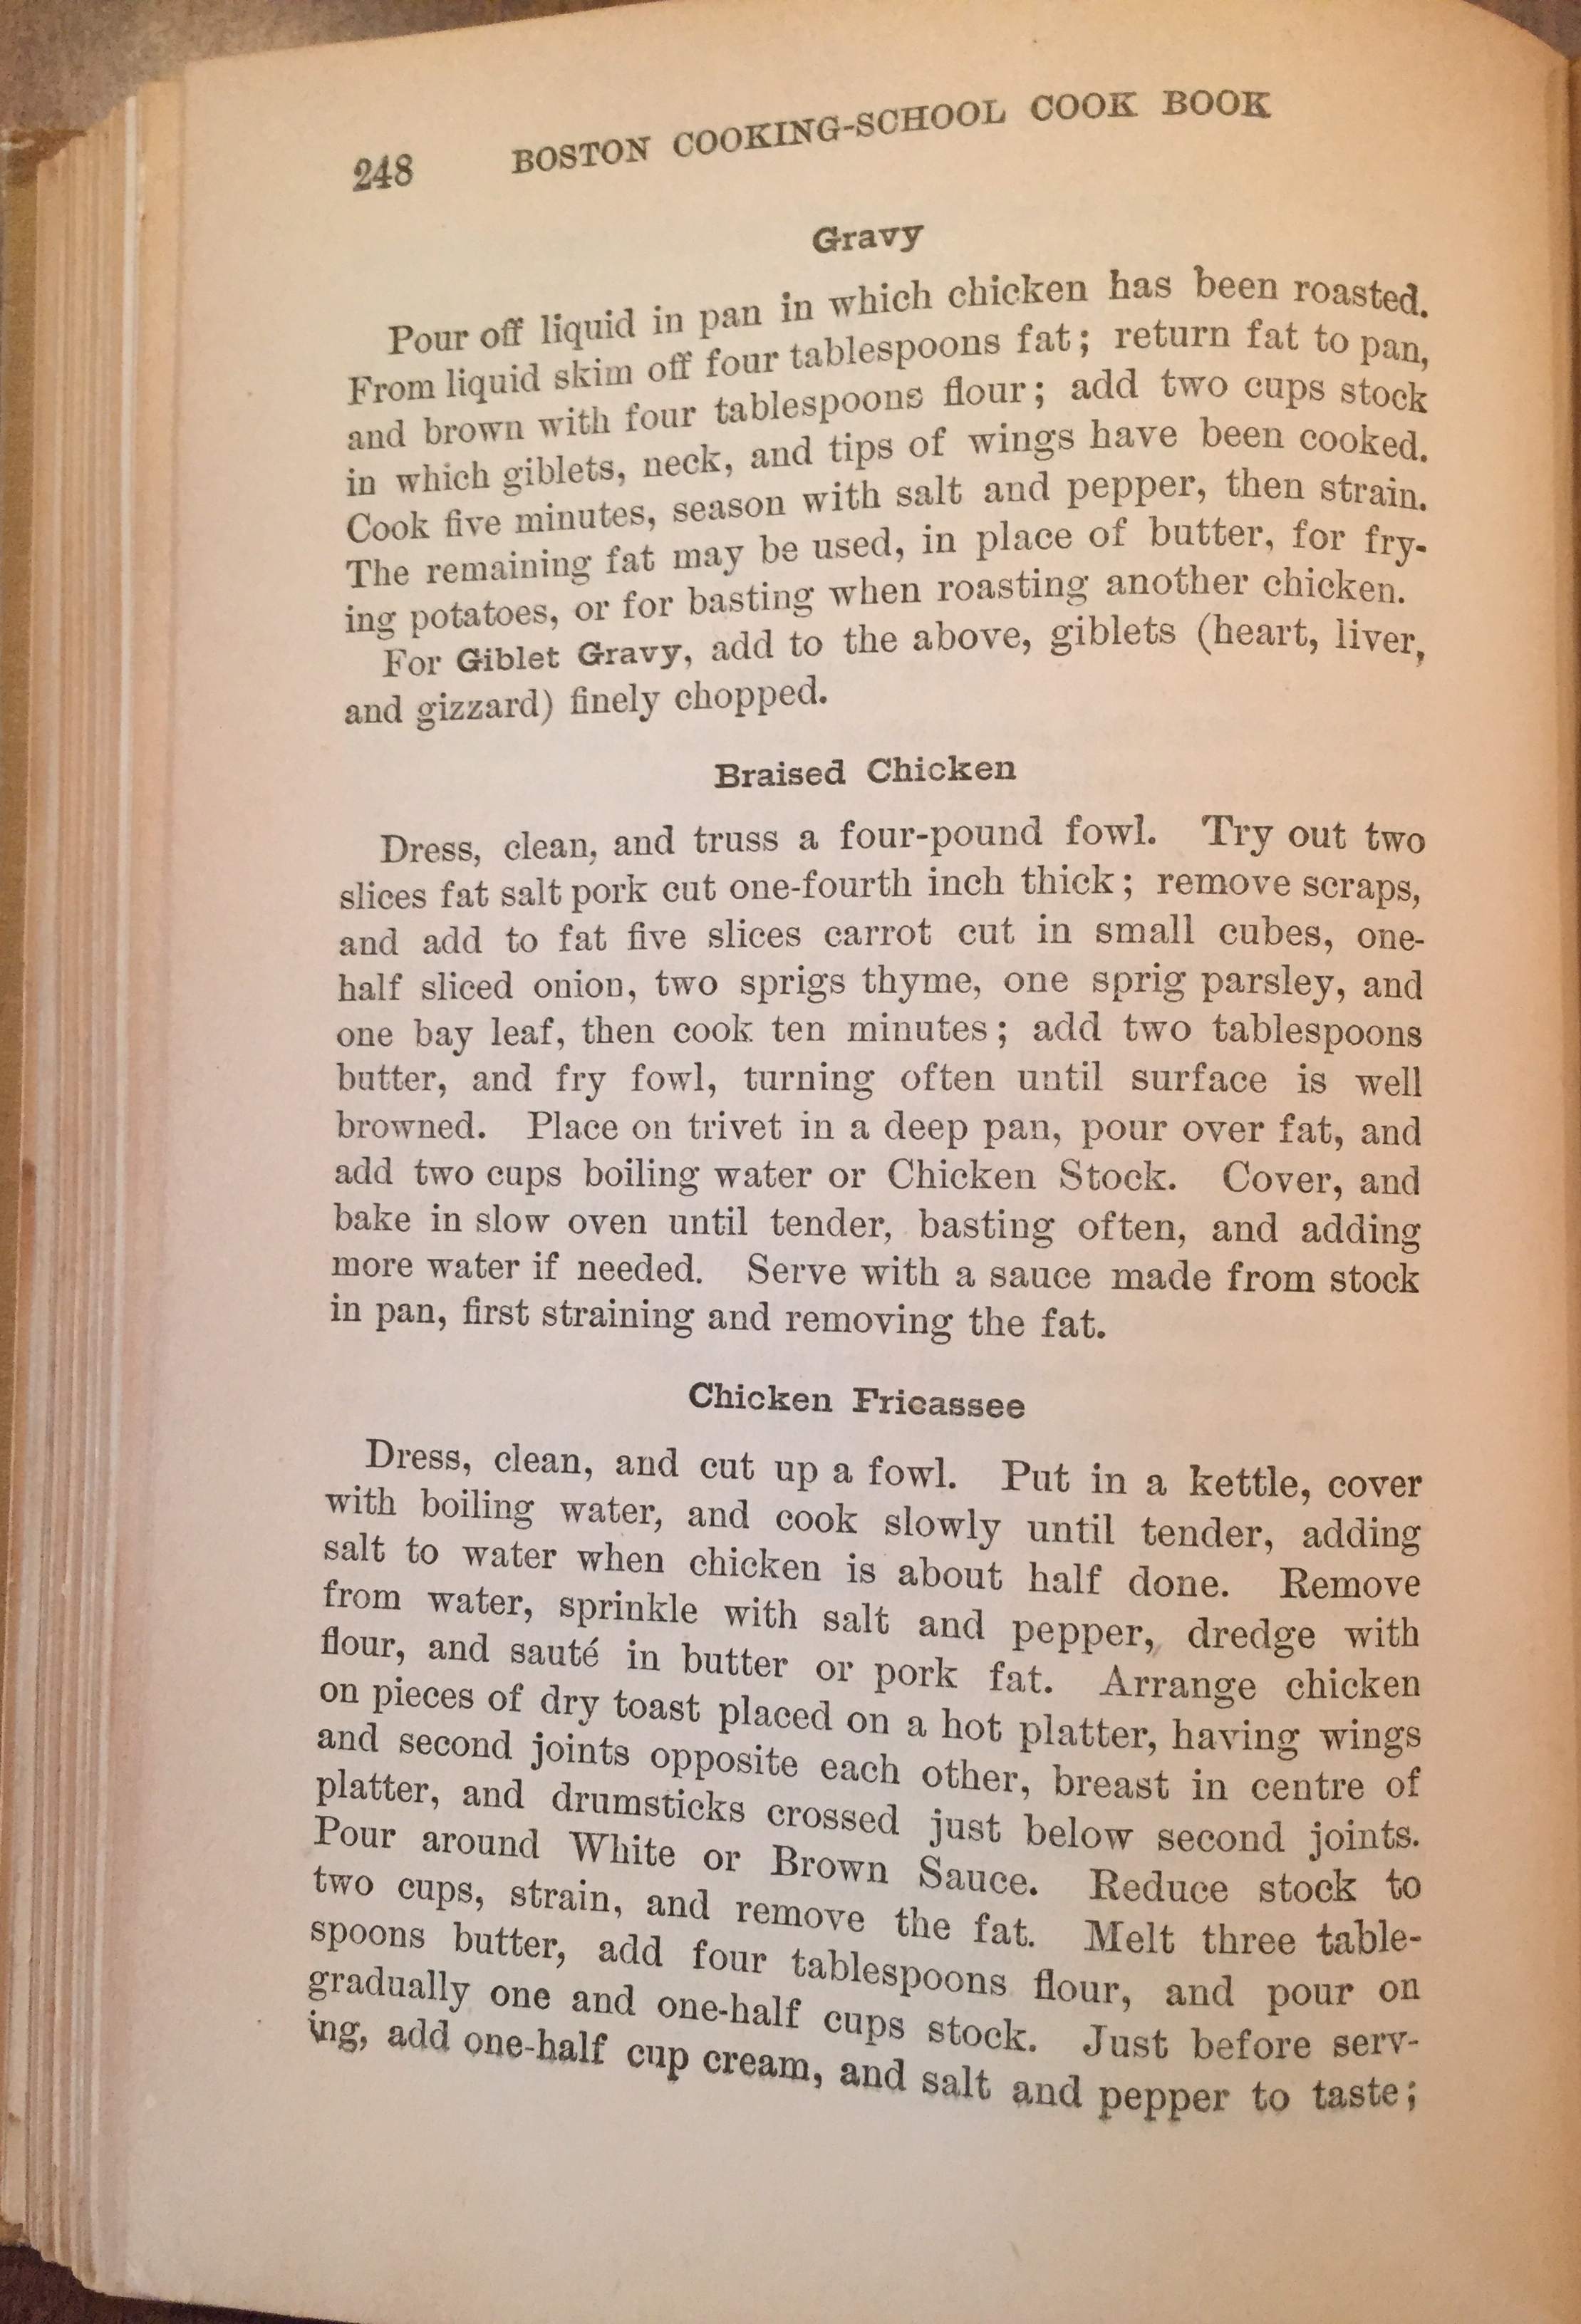 248 BOSTON COOKING-SCHOOL COOK BOOK
Gravy
Pour off liquid in pan in which chicken has been roasted.
From liquid skim off four tablespoons fat; return fat to pan,
and brown with four tablespoons flour; add two cups stock
in which giblets, neck, and tips of wings have been cooked.
Cook five minutes, season with salt and pepper, then strain.
The remaining fat may be used, in place of butter, for fry-
ing potatoes, or for basting when roasting another chicken.
For Giblet Gravy, add to the above, giblets (heart, liver,
and gizzard) finely chopped.
Braised Chicken
Dress, clean, and truss a four-pound fowl. Try out two
slices fat salt pork cut one-fourth inch thick; remove scraps,
and add to fat five slices carrot cut in small cubes, one-
half sliced onion, two sprigs thyme, one sprig parsley, and
one bay leaf, then cook ten minutes; add two tablespoons
butter, and fry fowl, turning often until surface is well
browned. Place on trivet in a deep pan, pour over fat, and
add two cups boiling water or Chicken Stock. Cover, and
bake in slow oven until tender, basting often, and adding
more water if needed. Serve with a sauce made from stock
in pan, first straining and removing the fat.
Chicken Fricassee
Dress, clean, and cut up a fowl. Put in a kettle, cover
with boiling water, and cook slowly until tender, adding
salt to water when chicken is about half done. Remove
from water, sprinkle with salt and pepper, dredge with
flour, and sauté in butter or pork fat. Arrange chicken
on pieces of dry toast placed on a hot platter, having wings
and second joints opposite each other, breast in centre of
platter, and drumsticks crossed just below second joints.
Pour around White or Brown Sauce. Reduce stock to
two cups, strain, and remove the fat. Melt three table-
spoons butter, add four tablespoons flour, and pour on
gradually one and one-half cups stock. Just before serv-
ing, add one-half cup cream, and salt and pepper to taste;